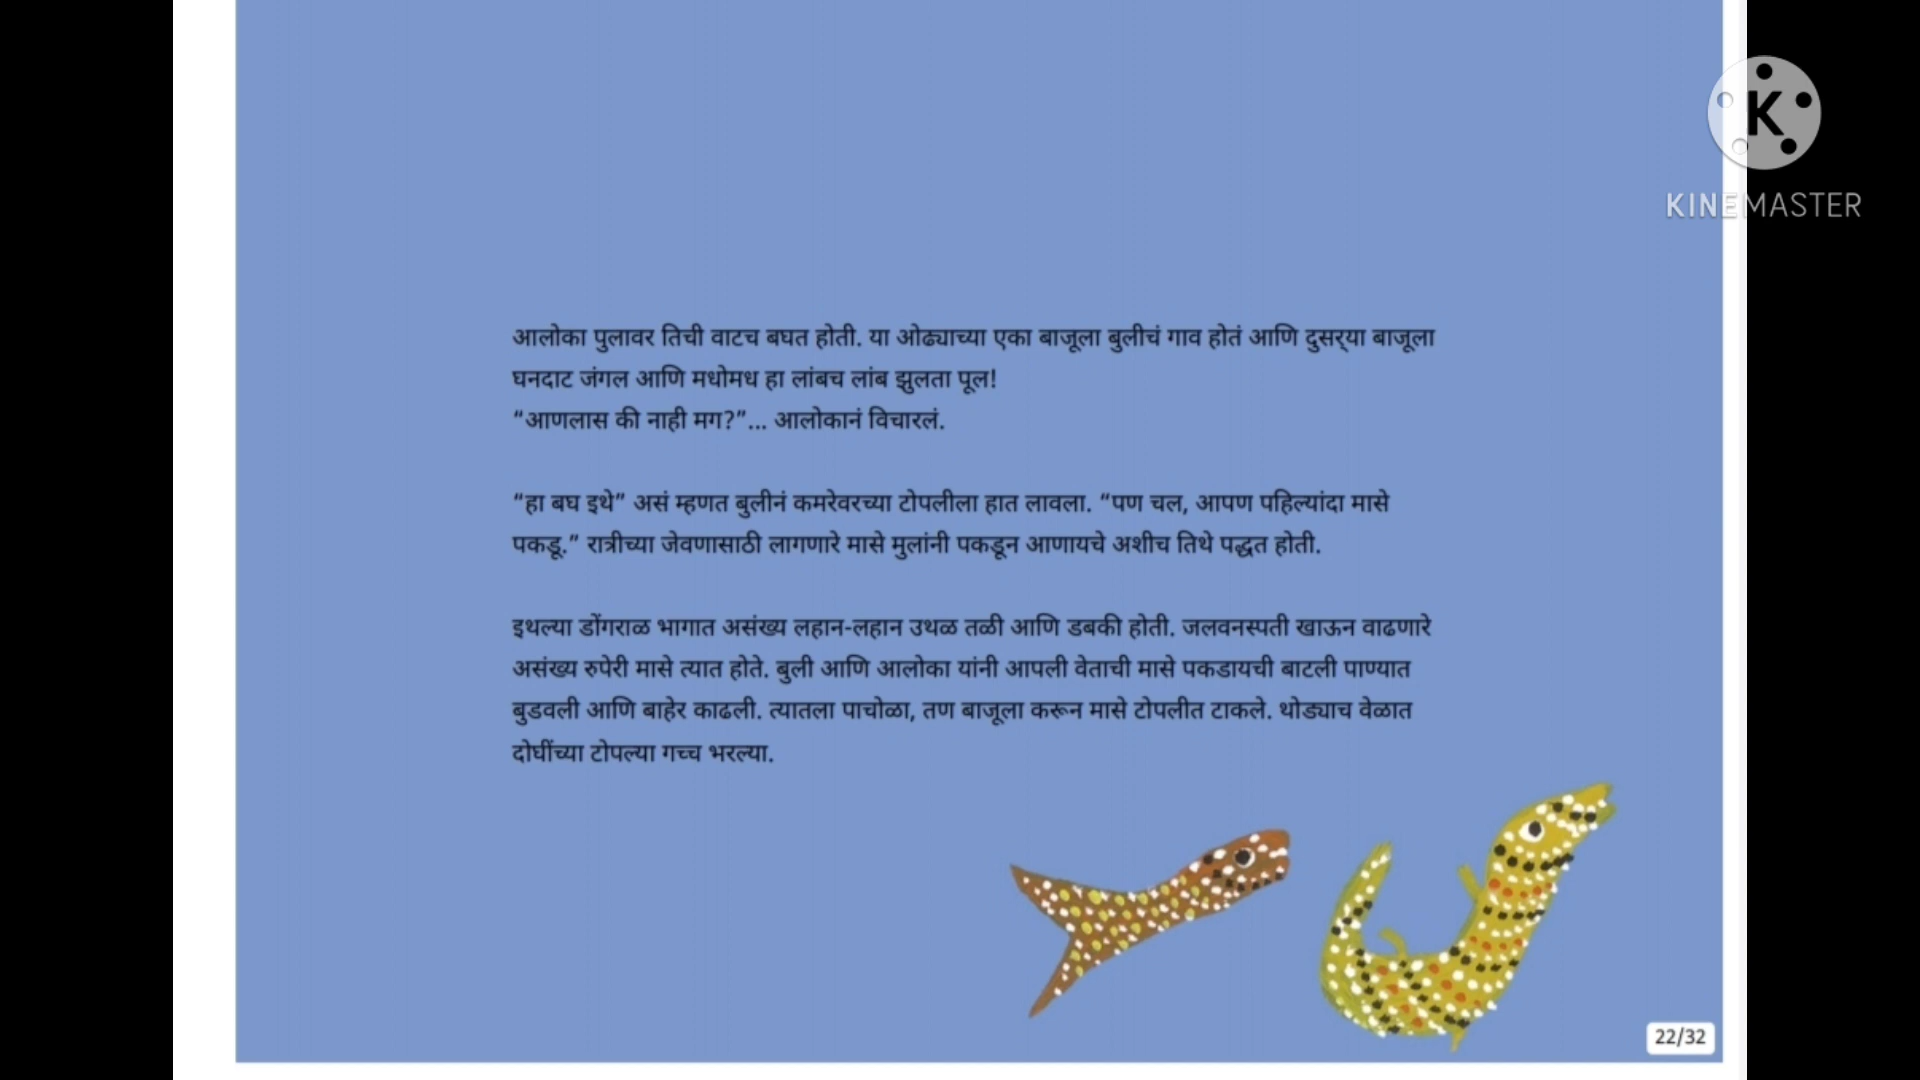 KINEMASTER
आलोका पुलावर तिची वाटच बघत होती. या ओढ्याच्या एका बाजूला बुलीचं गाव होतं आणि दुसऱ्या बाजूला
घनदाट जंगल आणि मधोमध हा लांबच लांब झुलता पूल!
“आणलास की नाही मग?”... आलोकानं विचारलं.
“हा बघ इथे” असं म्हणत बुलीनं कमरेवरच्या टोपलीला हात लावला. “पण चल, आपण पहिल्यांदा मासे
पकडू.” रात्रीच्या जेवणासाठी लागणारे मासे मुलांनी पकडून आणायचे अशीच तिथे पद्धत होती.
इथल्या डोंगराळ भागात असंख्य लहान-लहान उथळ तळी आणि डबकी होती. जलवनस्पती खाऊन वाढणारे
असंख्य रुपेरी मासे त्यात होते. बुली आणि आलोका यांनी आपली वेताची मासे पकडायची बाटली पाण्यात
बुडवली आणि बाहेर काढली. त्यातला पाचोळा, तण बाजूला करून मासे टोपलीत टाकले. थोड्याच वेळात
दोघींच्या टोपल्या गच्च भरल्या.
22/32